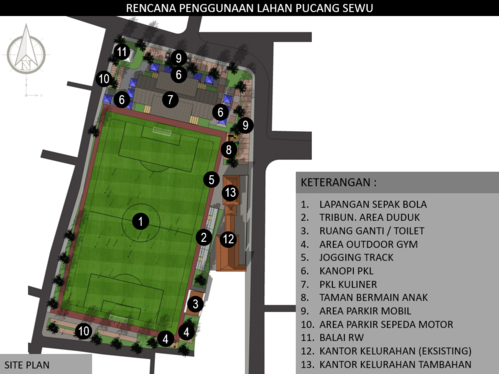 RENCANA PENGGUNAAN LAHAN PUCANG SEWU
11
9
6
10
6
7
6
9
8
5
13
1
2
12
3
10
4
4
KETERANGAN :
1. LAPANGAN SEPAK BOLA
2. TRIBUN. AREA DUDUK
3. RUANG GANTI / TOILET
4. AREA OUTDOOR GYM
5. JOGGING TRACK
6. KANOPI PKL
7. PKL KULINER
8. TAMAN BERMAIN ANAK
9. AREA PARKIR MOBIL
10. AREA PARKIR SEPEDA MOTOR
11. BALAI RW
12. KANTOR KELURAHAN (EKSISTING)
13. KANTOR KELURAHAN TAMBAHAN
SITE PLAN